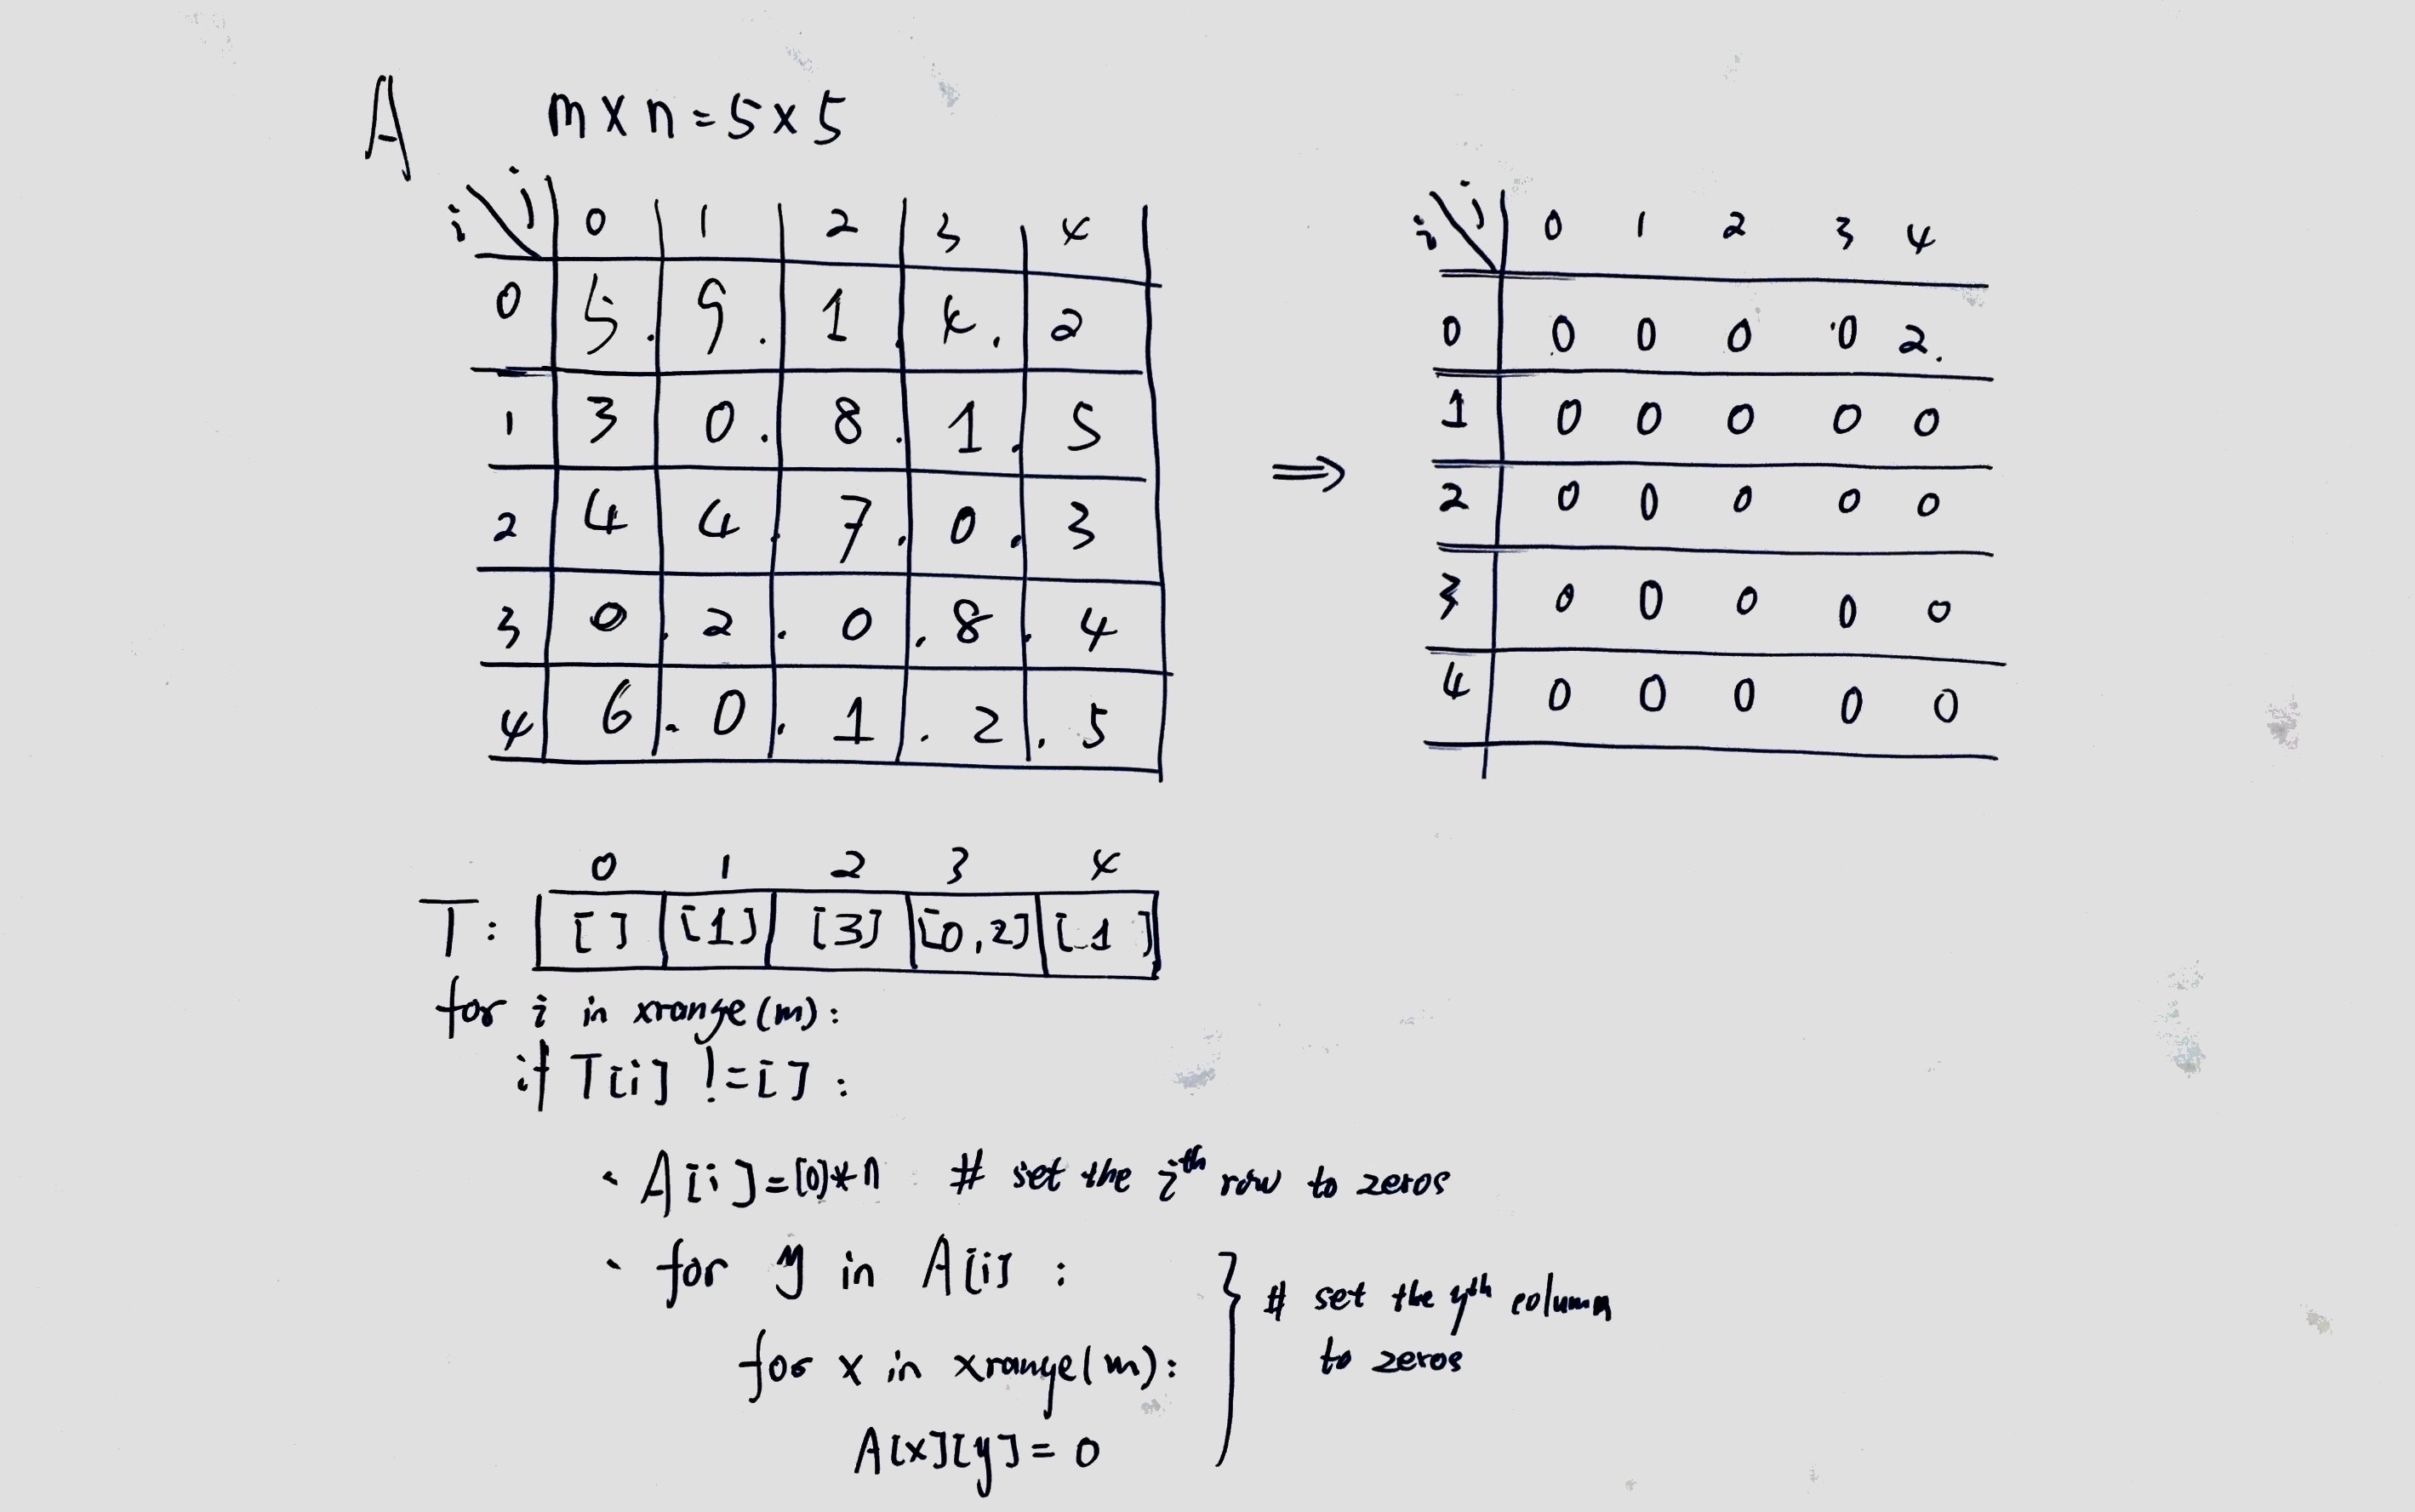 A m x n = 5 x 5
i j 0 1 2 3 4
0 5. 9. 1. 4. 2
1 3 0. 8. 1. 5
2 4 4. 7. 0. 3
3 0. 2. 0. 8. 4
4 6. 0. 1. 2. 5
⇒
i j 0 1 2 3 4
0 0 0 0 0 2.
1 0 0 0 0 0
2 0 0 0 0 0
3 0 0 0 0 0
4 0 0 0 0 0
0 1 2 3 4
T: [] [1] [3] [0,2] [1]
for i in xrange(m):
if T[i] != []:
A[i] = [0]*n # set the ith row to zeros
for y in A[i]:
for x in xrange(m):
A[x][y] = 0
# set the yth column
to zeros